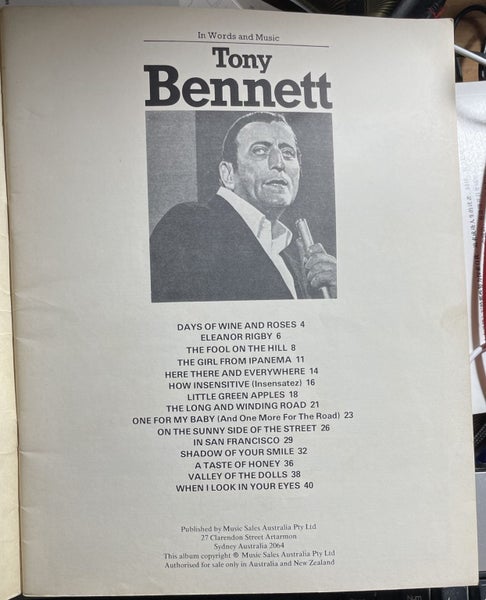 In Words and Music
Tony
Bennett
DAYS OF WINE AND ROSES 4
ELEANOR RIGBY 6
THE FOOL ON THE HILL 8
THE GIRL FROM IPANEMA 11
HERE THERE AND EVERYWHERE 14
HOW INSENSITIVE (Insensatez) 16
LITTLE GREEN APPLES 18
THE LONG AND WINDING ROAD 21
ONE FOR MY BABY (And One More For The Road) 23
ON THE SUNNY SIDE OF THE STREET 26
IN SAN FRANCISCO 29
SHADOW OF YOUR SMILE 32
A TASTE OF HONEY 36
VALLEY OF THE DOLLS 38
WHEN I LOOK IN YOUR EYES 40
Published by Music Sales Australia Pty Ltd
27 Clarendon Street Artarmon
Sydney Australia 2064
This album copyright ® Music Sales Australia Pty Ltd
Authorised for sale only in Australia and New Zealand
Num